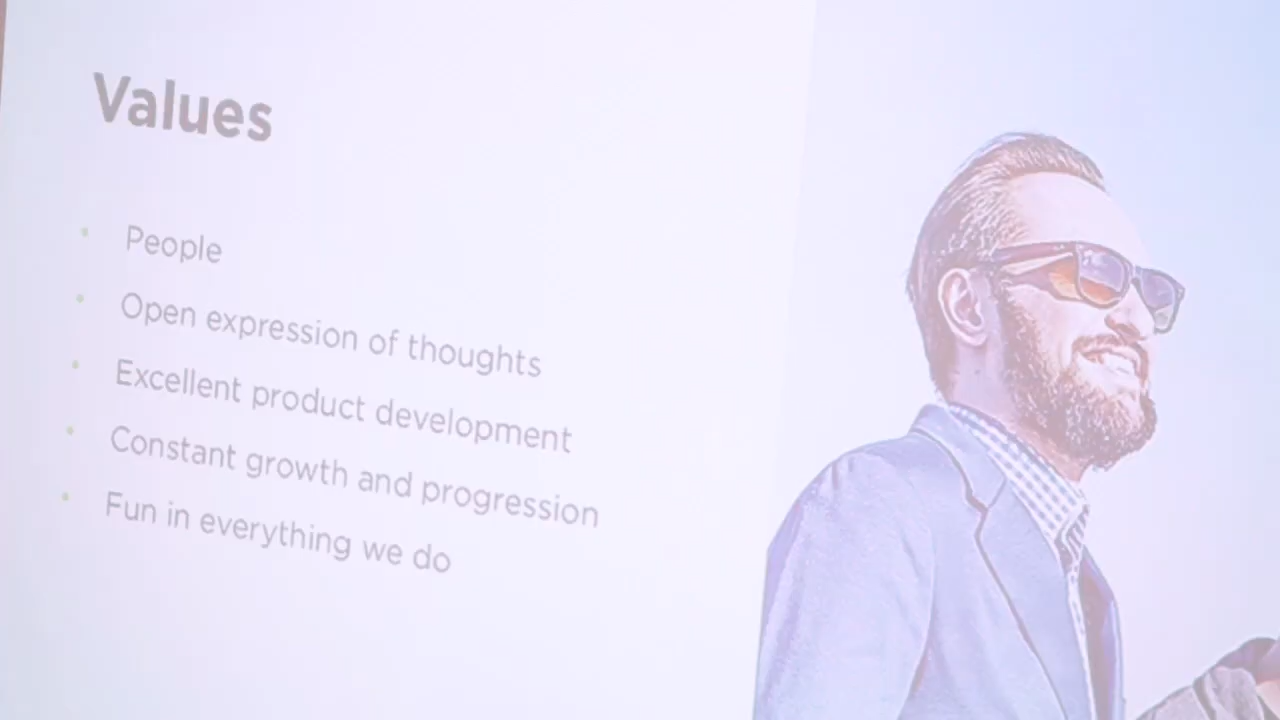 Values
People
Open expression of thoughts
Excellent product development
Constant growth and progression
Fun in everything we do